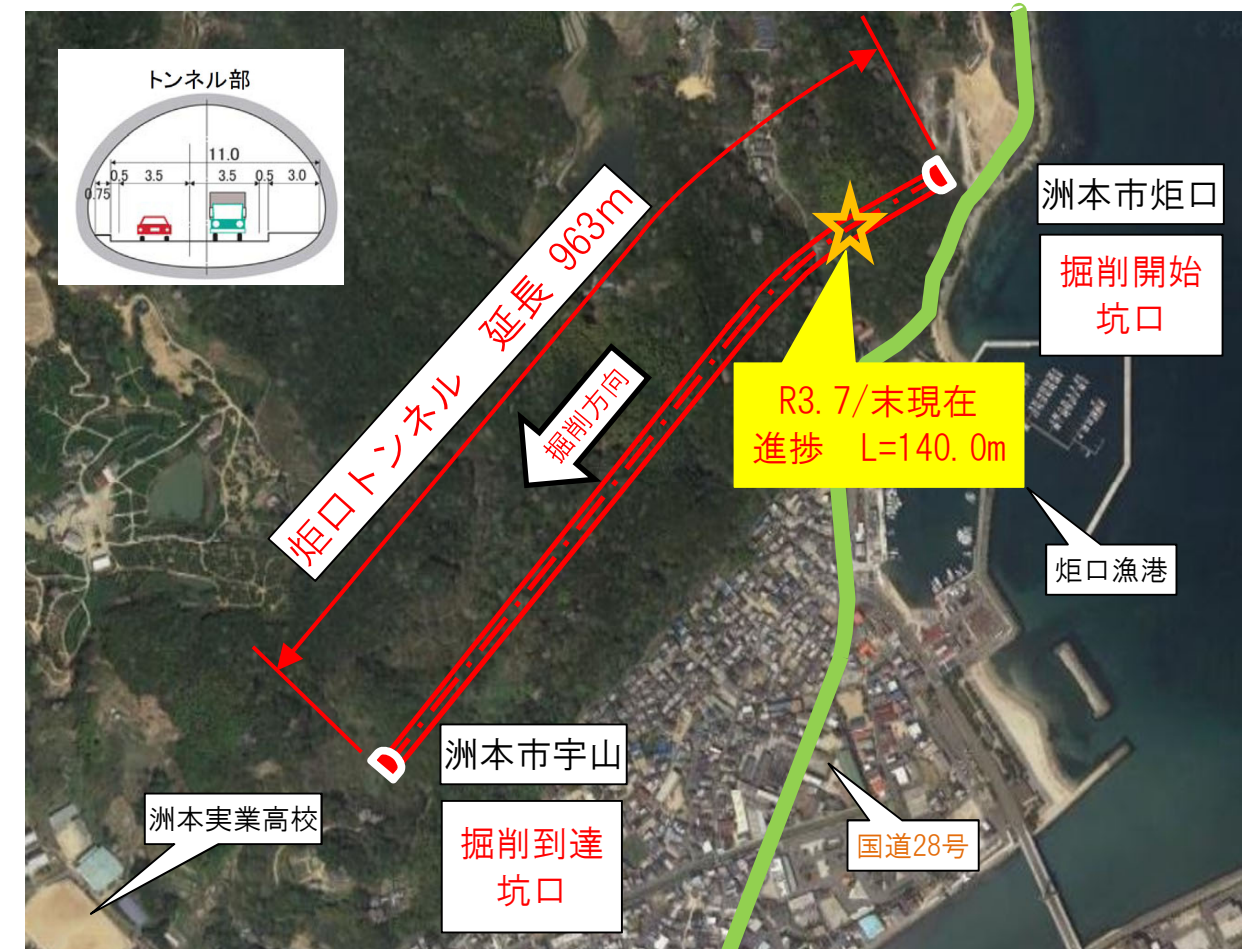 トンネル部
11.0
0.5 3.5 3.5 0.5 3.0
0.75
洲本市炬口
掘削開始
坑口
炬口トンネル 延長 963m
掘削方向
R3.7/末現在
進捗 L=140.0m
炬口漁港
洲本市宇山
掘削到達
坑口
洲本実業高校
国道28号